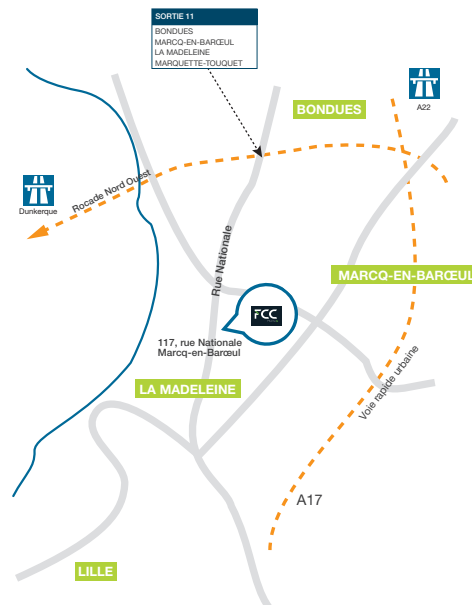 SORTIE 11
BONDUES
MARCQ-EN-BARŒUL
LA MADELEINE
MARQUETTE-TOUQUET
BONDUES
A22
Dunkerque
Rocade Nord Ouest
Rue Nationale
MARCQ-EN-BARŒUL
FCC
117, rue Nationale
Marcq-en-Barœul
LA MADELEINE
Voie rapide urbaine
A17
LILLE